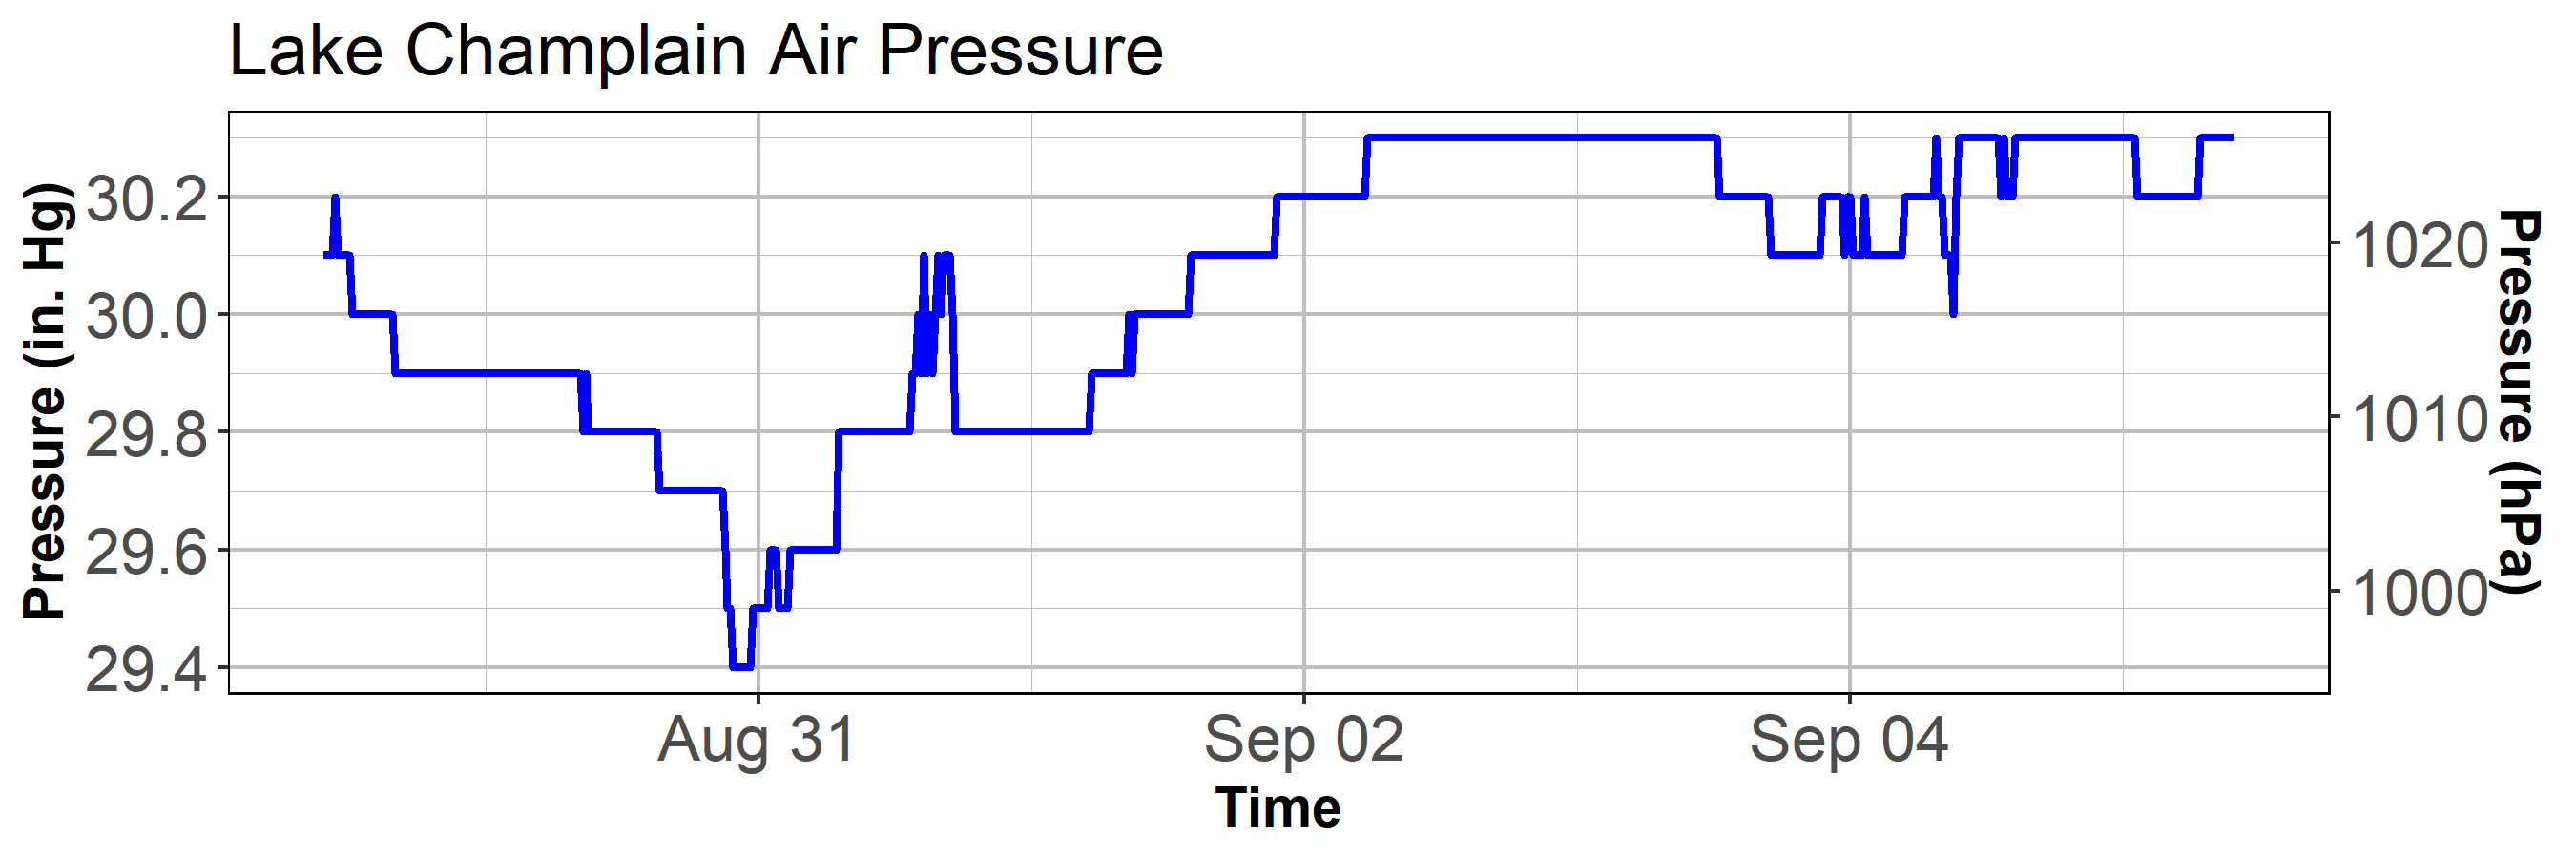 Lake Champlain Air Pressure
Pressure (in. Hg)
30.2
30.0
29.8
29.6
29.4
1020
1010
1000
Pressure (hPa)
Aug 31
Sep 02
Sep 04
Time